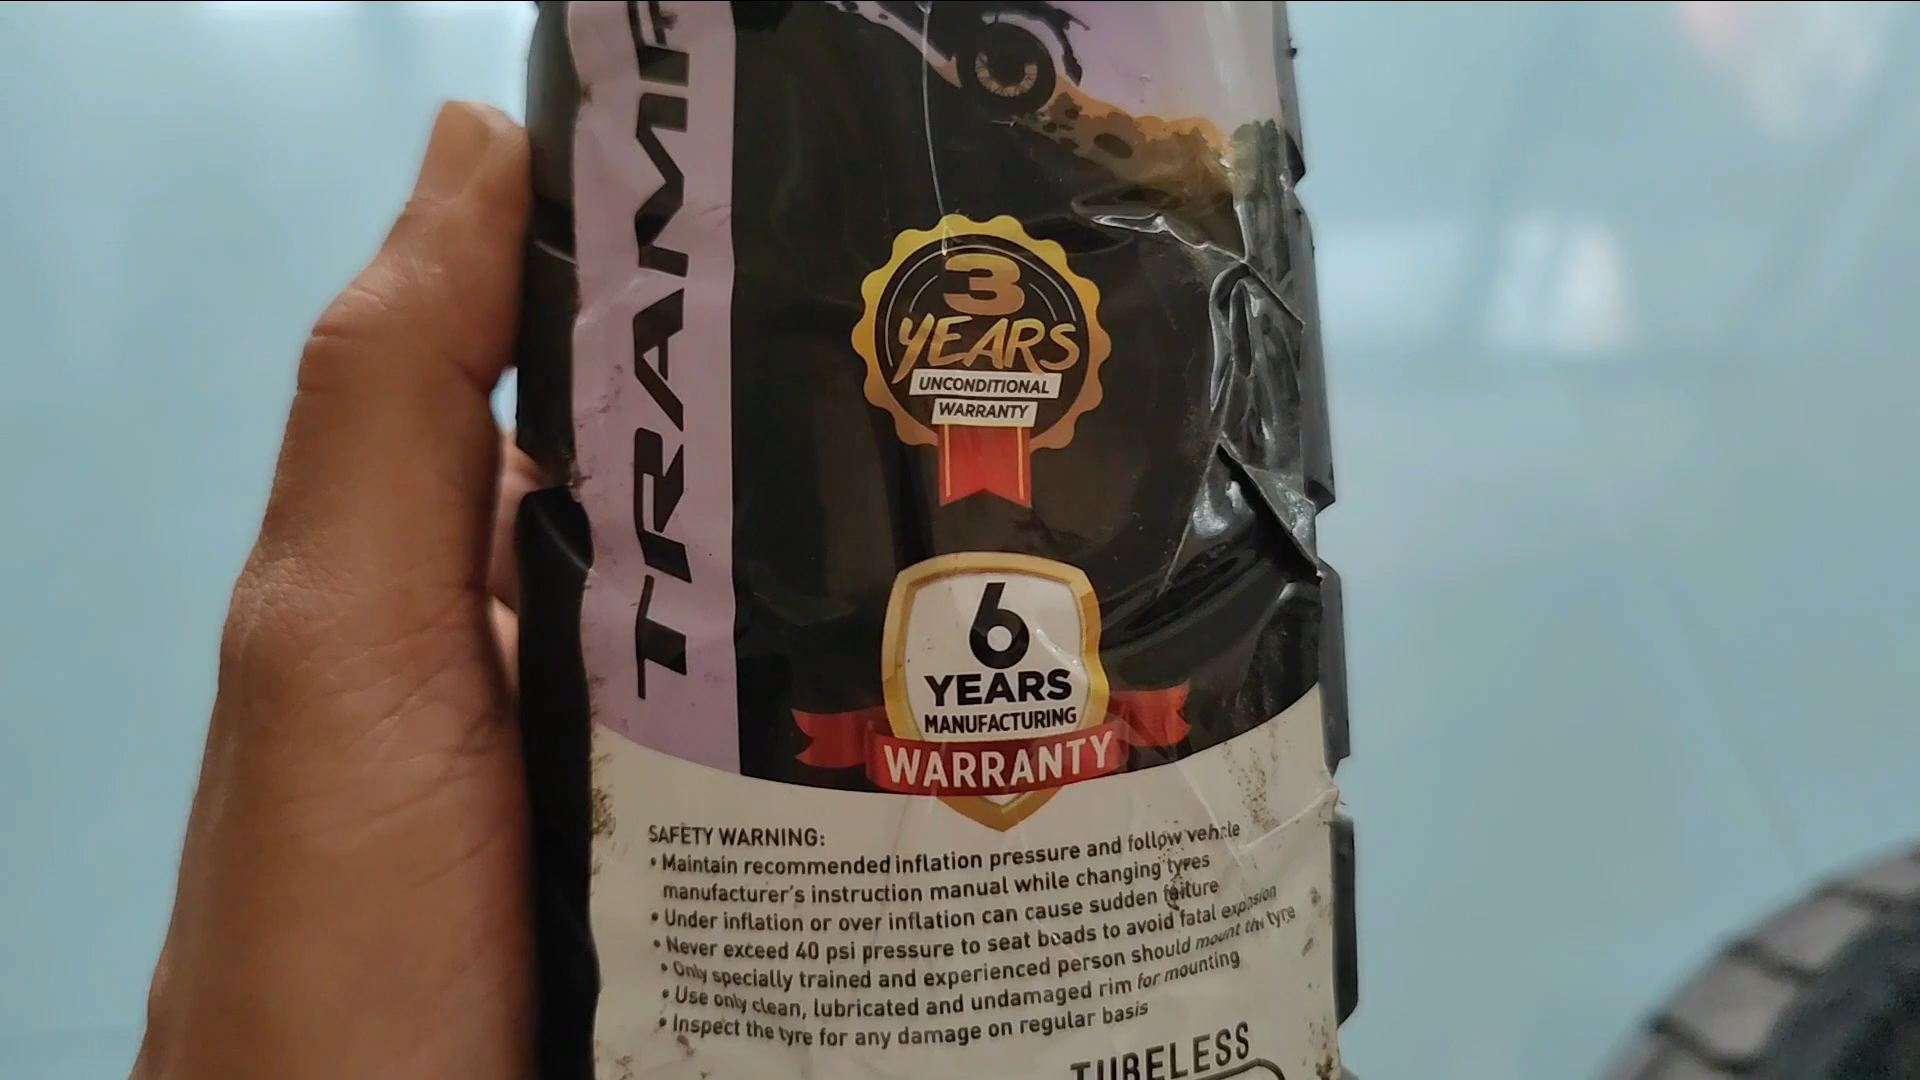 TRAMP
3
YEARS
UNCONDITIONAL
WARRANTY
6
YEARS
MANUFACTURING
WARRANTY
SAFETY WARNING:
• Maintain recommended inflation pressure and follow vehicle
manufacturer's instruction manual while changing tyres
• Under inflation or over inflation can cause sudden failure
• Never exceed 40 psi pressure to seat beads to avoid fatal exposion
• Only specially trained and experienced person should mount the tyre
• Use only clean, lubricated and undamaged rim for mounting
• Inspect the tyre for any damage on regular basis
TUBELESS